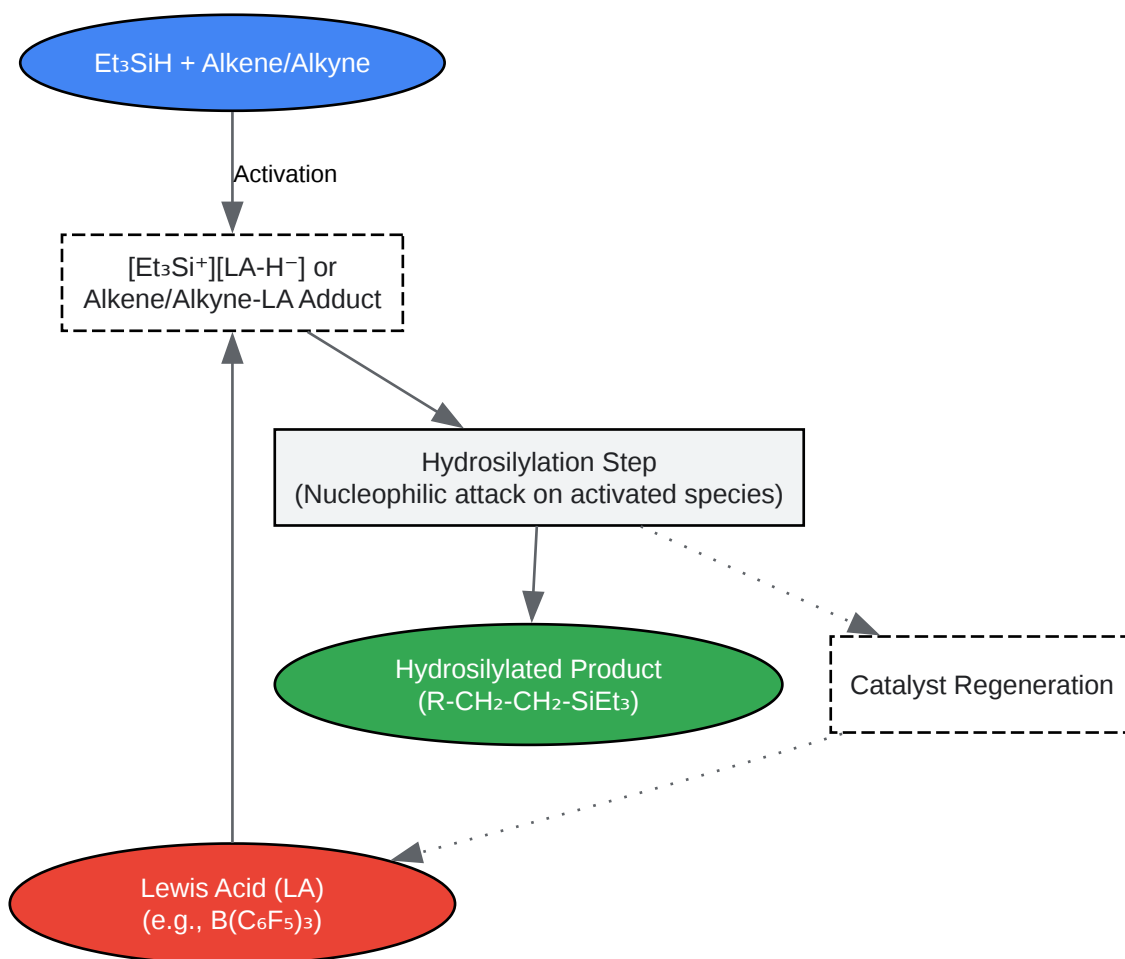 Et₃SiH + Alkene/Alkyne
Activation
[Et₃Si⁺][LA-H⁻] or
Alkene/Alkyne-LA Adduct
Hydrosilylation Step
(Nucleophilic attack on activated species)
Hydrosilylated Product
(R-CH₂-CH₂-SiEt₃)
Catalyst Regeneration
Lewis Acid (LA)
(e.g., B(C₆F₅)₃)